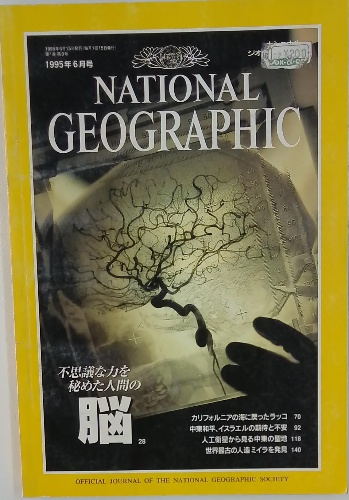 1995年6月号
NATIONAL
GEOGRAPHIC
不思議な力を
秘めた人間の
脳 28
カリフォルニアの海に戻ったラッコ 70
中東和平、イスラエルの期待と不安 92
人工衛星から見る中東の聖地 118
世界最古の人造ミイラを発見 140
OFFICIAL JOURNAL OF THE NATIONAL GEOGRAPHIC SOCIETY